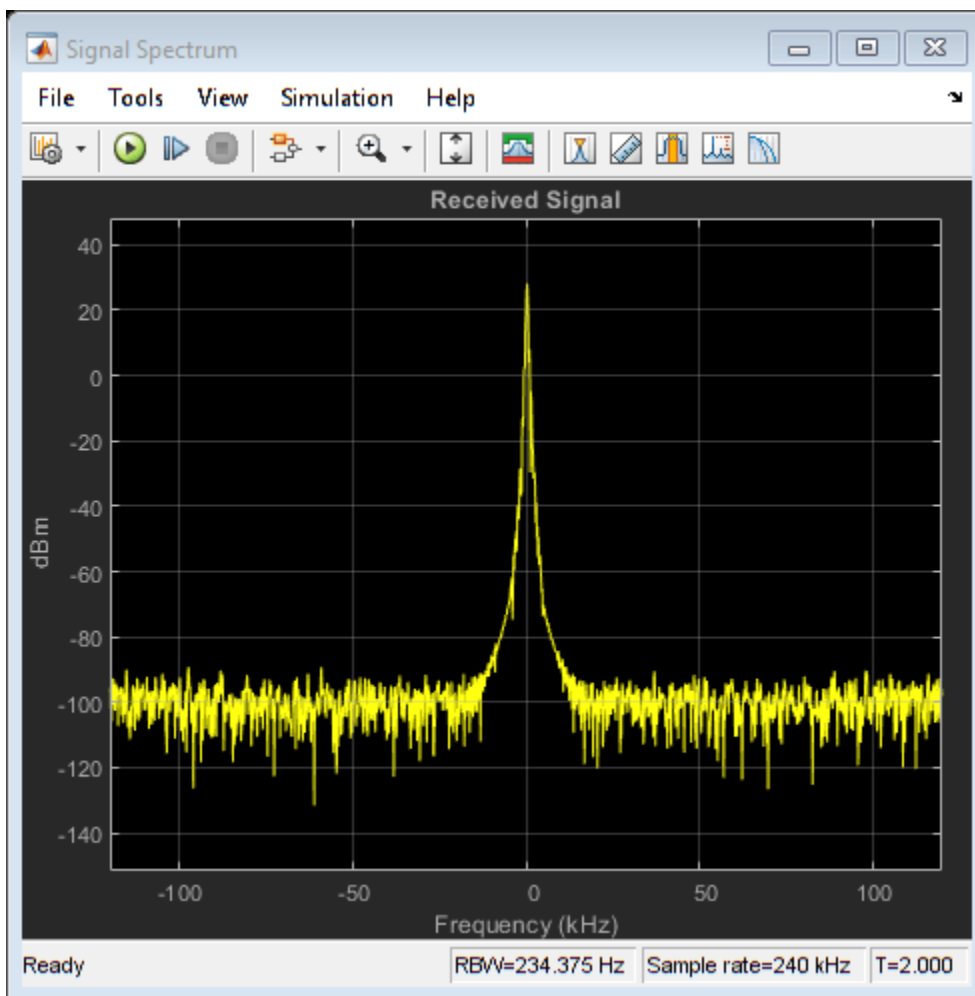 Signal Spectrum
File Tools View Simulation Help
Received Signal
40
20
0
-20
-40
-60
-80
-100
-120
-140
dBm
-100 -50 0 50 100
Frequency (kHz)
Ready RBW=234.375 Hz Sample rate=240 kHz T=2.000